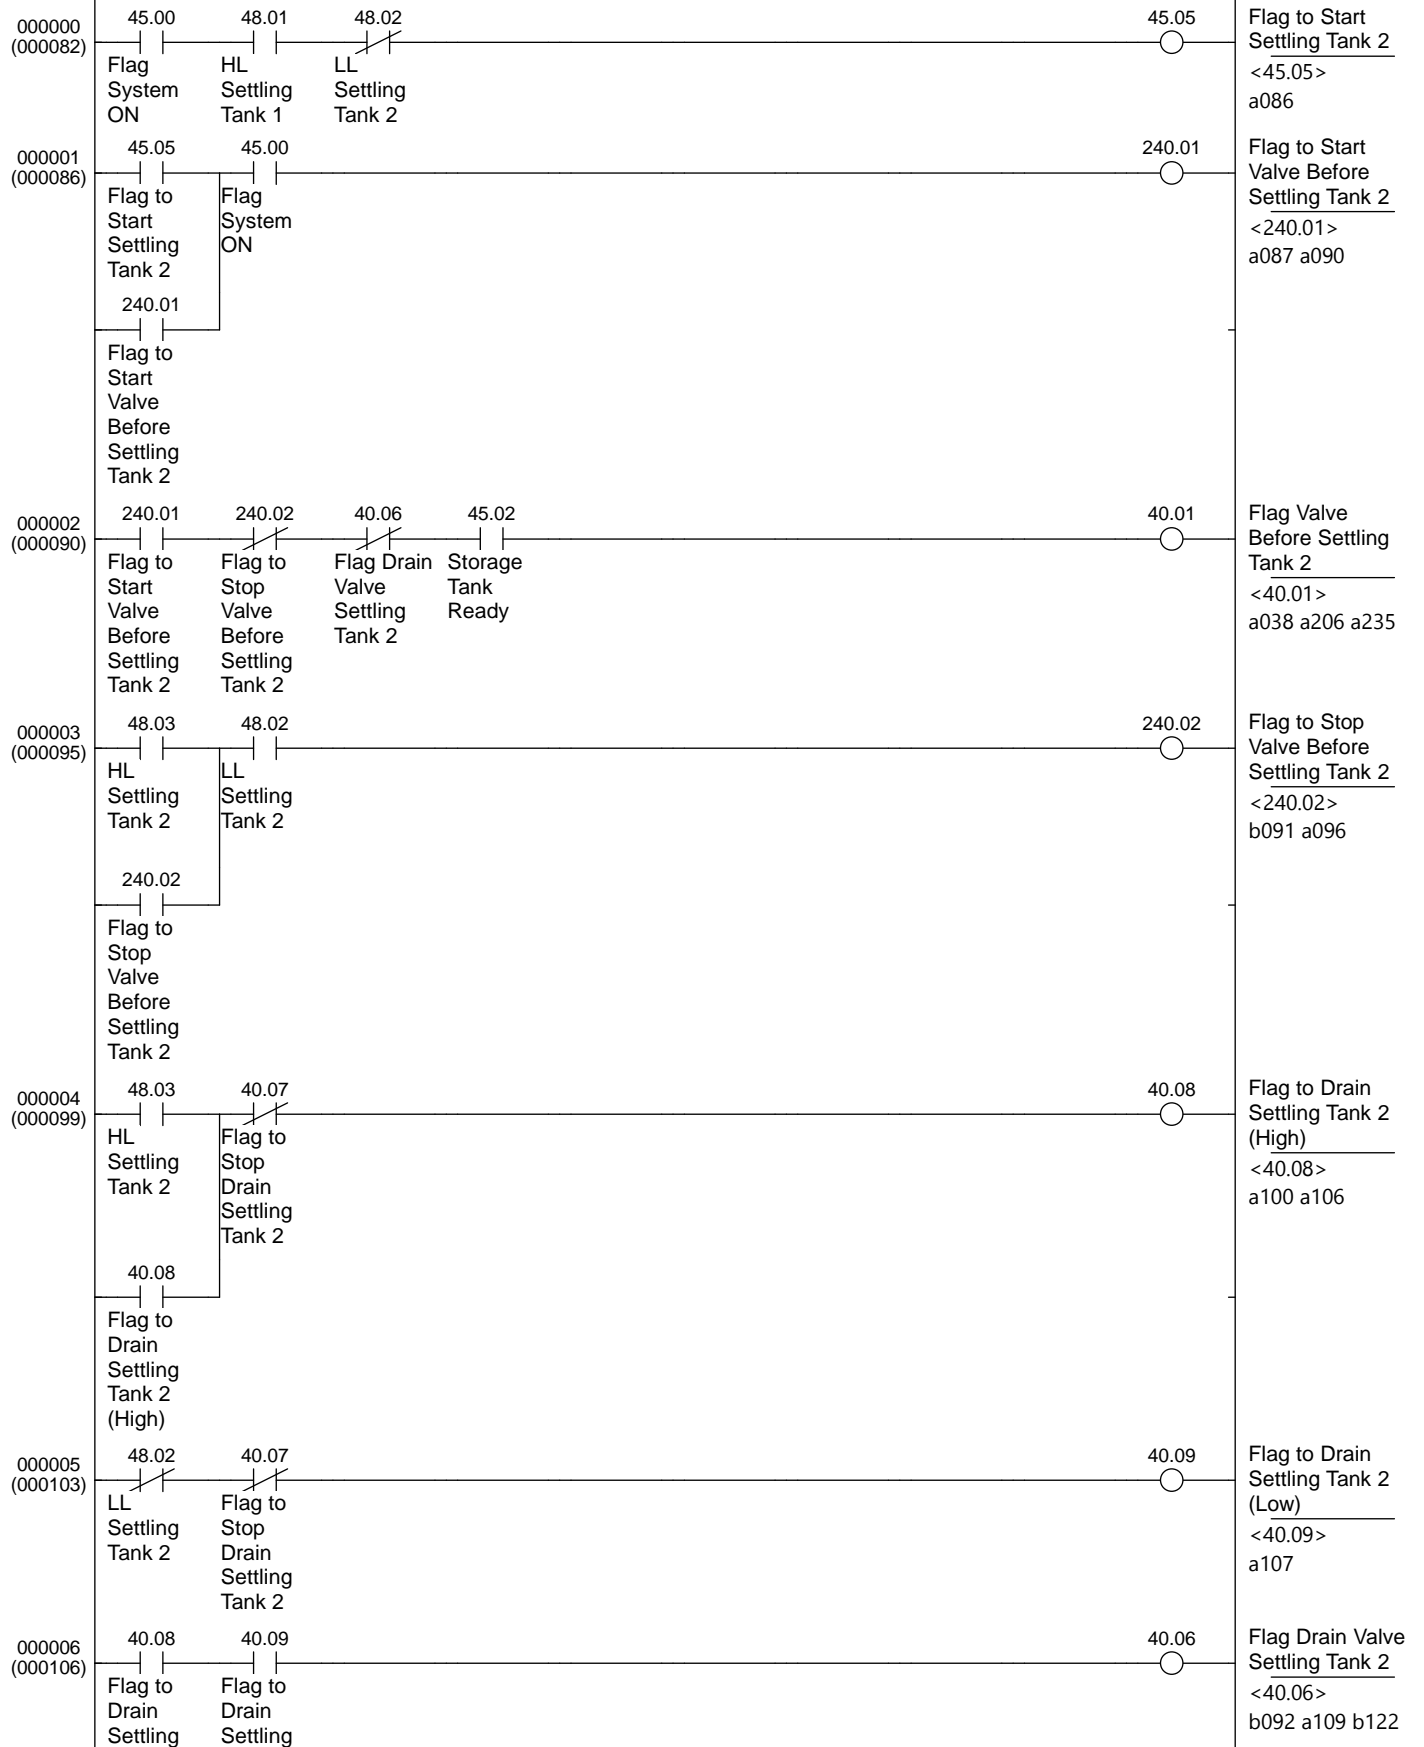 000000
(000082)
45.00
48.01
48.02
45.05
Flag
System
ON
HL
Settling
Tank 1
LL
Settling
Tank 2
Flag to Start
Settling Tank 2
<45.05>
a086
000001
(000086)
45.05
45.00
240.01
Flag to
Start
Settling
Tank 2
Flag
System
ON
Flag to Start
Valve Before
Settling Tank 2
<240.01>
a087 a090
240.01
Flag to
Start
Valve
Before
Settling
Tank 2
000002
(000090)
240.01
240.02
40.06
45.02
40.01
Flag to
Start
Valve
Before
Settling
Tank 2
Flag to
Stop
Valve
Before
Settling
Tank 2
Flag Drain
Valve
Settling
Tank 2
Storage
Tank
Ready
Flag Valve
Before Settling
Tank 2
<40.01>
a038 a206 a235
000003
(000095)
48.03
48.02
240.02
HL
Settling
Tank 2
LL
Settling
Tank 2
Flag to Stop
Valve Before
Settling Tank 2
<240.02>
b091 a096
240.02
Flag to
Stop
Valve
Before
Settling
Tank 2
000004
(000099)
48.03
40.07
40.08
HL
Settling
Tank 2
Flag to
Stop
Drain
Settling
Tank 2
Flag to Drain
Settling Tank 2
(High)
<40.08>
a100 a106
40.08
Flag to
Drain
Settling
Tank 2
(High)
000005
(000103)
48.02
40.07
40.09
LL
Settling
Tank 2
Flag to
Stop
Drain
Settling
Tank 2
Flag to Drain
Settling Tank 2
(Low)
<40.09>
a107
000006
(000106)
40.08
40.09
40.06
Flag to
Drain
Settling
Flag to
Drain
Settling
Flag Drain Valve
Settling Tank 2
<40.06>
b092 a109 b122